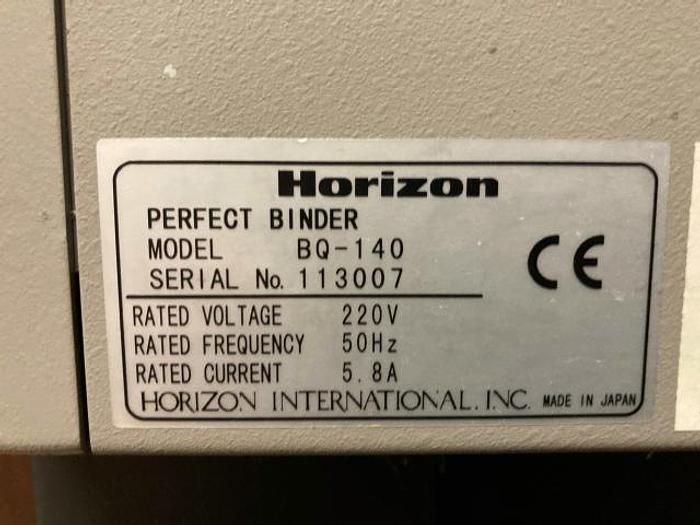 Horizon
PERFECT BINDER
MODEL BQ-140
SERIAL No. 113007
CE
RATED VOLTAGE 220V
RATED FREQUENCY 50Hz
RATED CURRENT 5.8A
HORIZON INTERNATIONAL. INC. MADE IN JAPAN